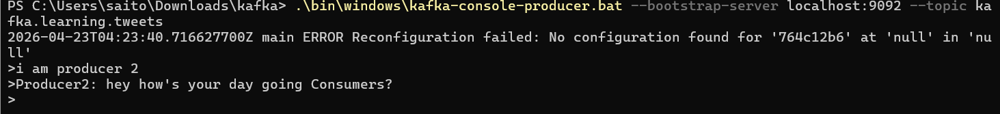 PS C:\Users\saito\Downloads\kafka> .\bin\windows\kafka-console-producer.bat --bootstrap-server localhost:9092 --topic ka
fka.learning.tweets
2026-04-23T04:23:40.716627700Z main ERROR Reconfiguration failed: No configuration found for '764c12b6' at 'null' in 'nu
ll'
>i am producer 2
>Producer2: hey how's your day going Consumers?
>